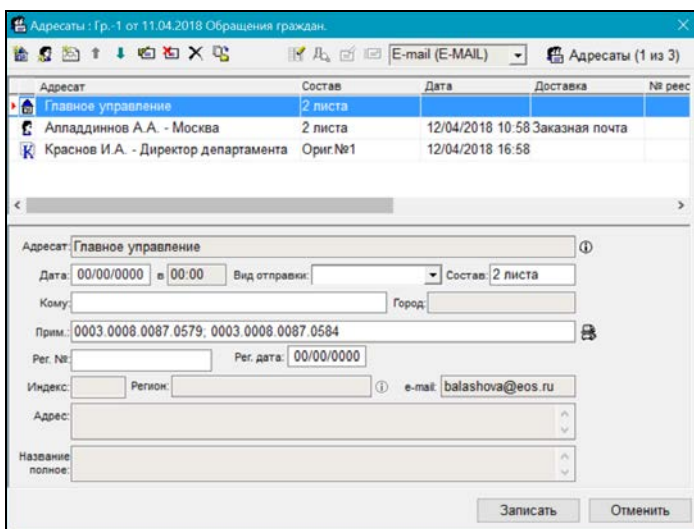 Адресаты : Гр.-1 от 11.04.2018 Обращения граждан.
E-mail (E-MAIL) Адресаты (1 из 3)
Адресат Состав Дата Доставка № реес
Главное управление 2 листа
Алладдиннов А.А. - Москва 2 листа 12/04/2018 10:58 Заказная почта
К Краснов И.А. - Директор департамента Ориг.№1 12/04/2018 16:58
Адресат: Главное управление
Дата: 00/00/0000 в 00:00 Вид отправки: Состав: 2 листа
Кому: Город:
Прим.: 0003.0008.0087.0579; 0003.0008.0087.0584
Рег. №: Рег. дата: 00/00/0000
Индекс: Регион: e-mail: balashova@eos.ru
Адрес:
Название
полное:
Записать Отменить